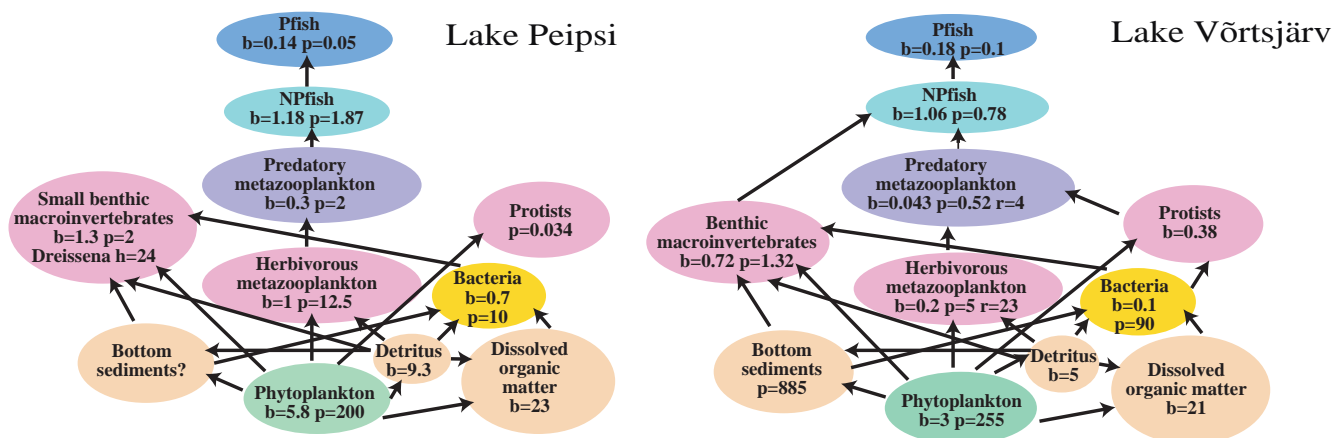 Lake Peipsi
Pfish
b=0.14 p=0.05
NPfish
b=1.18 p=1.87
Predatory
metazooplankton
b=0.3 p=2
Small benthic
macroinvertebrates
b=1.3 p=2
Dreissena h=24
Protists
p=0.034
Herbivorous
metazooplankton
b=1 p=12.5
Bacteria
b=0.7
p=10
Bottom
sediments?
Detritus
b=9.3
Dissolved
organic
matter
b=23
Phytoplankton
b=5.8 p=200
Lake Võrtsjärv
Pfish
b=0.18 p=0.1
NPfish
b=1.06 p=0.78
Predatory
metazooplankton
b=0.043 p=0.52 r=4
Protists
b=0.38
Benthic
macroinvertebrates
b=0.72 p=1.32
Herbivorous
metazooplankton
b=0.2 p=5 r=23
Bacteria
b=0.1
p=90
Bottom
sediments
p=885
Detritus
b=5
Dissolved
organic matter
b=21
Phytoplankton
b=3 p=255